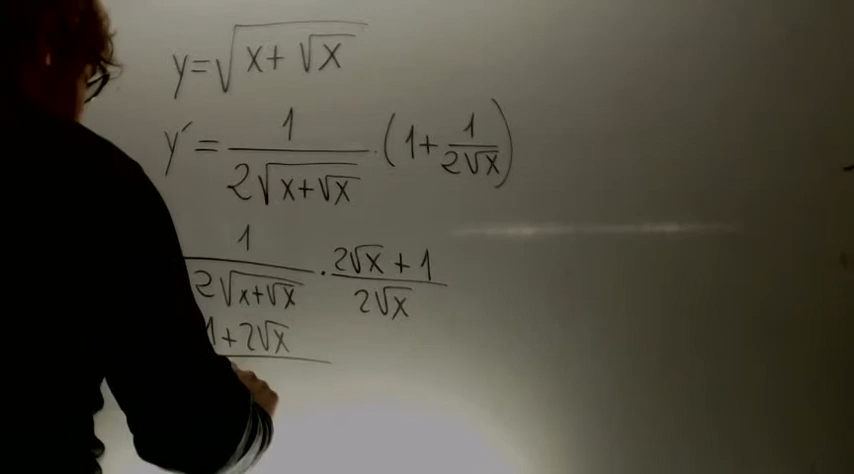 y=√(x+√x)
y′=1/(2√(x+√x))·(1+1/(2√x))
1/(2√(x+√x))·(2√x+1)/(2√x)
1+2√x